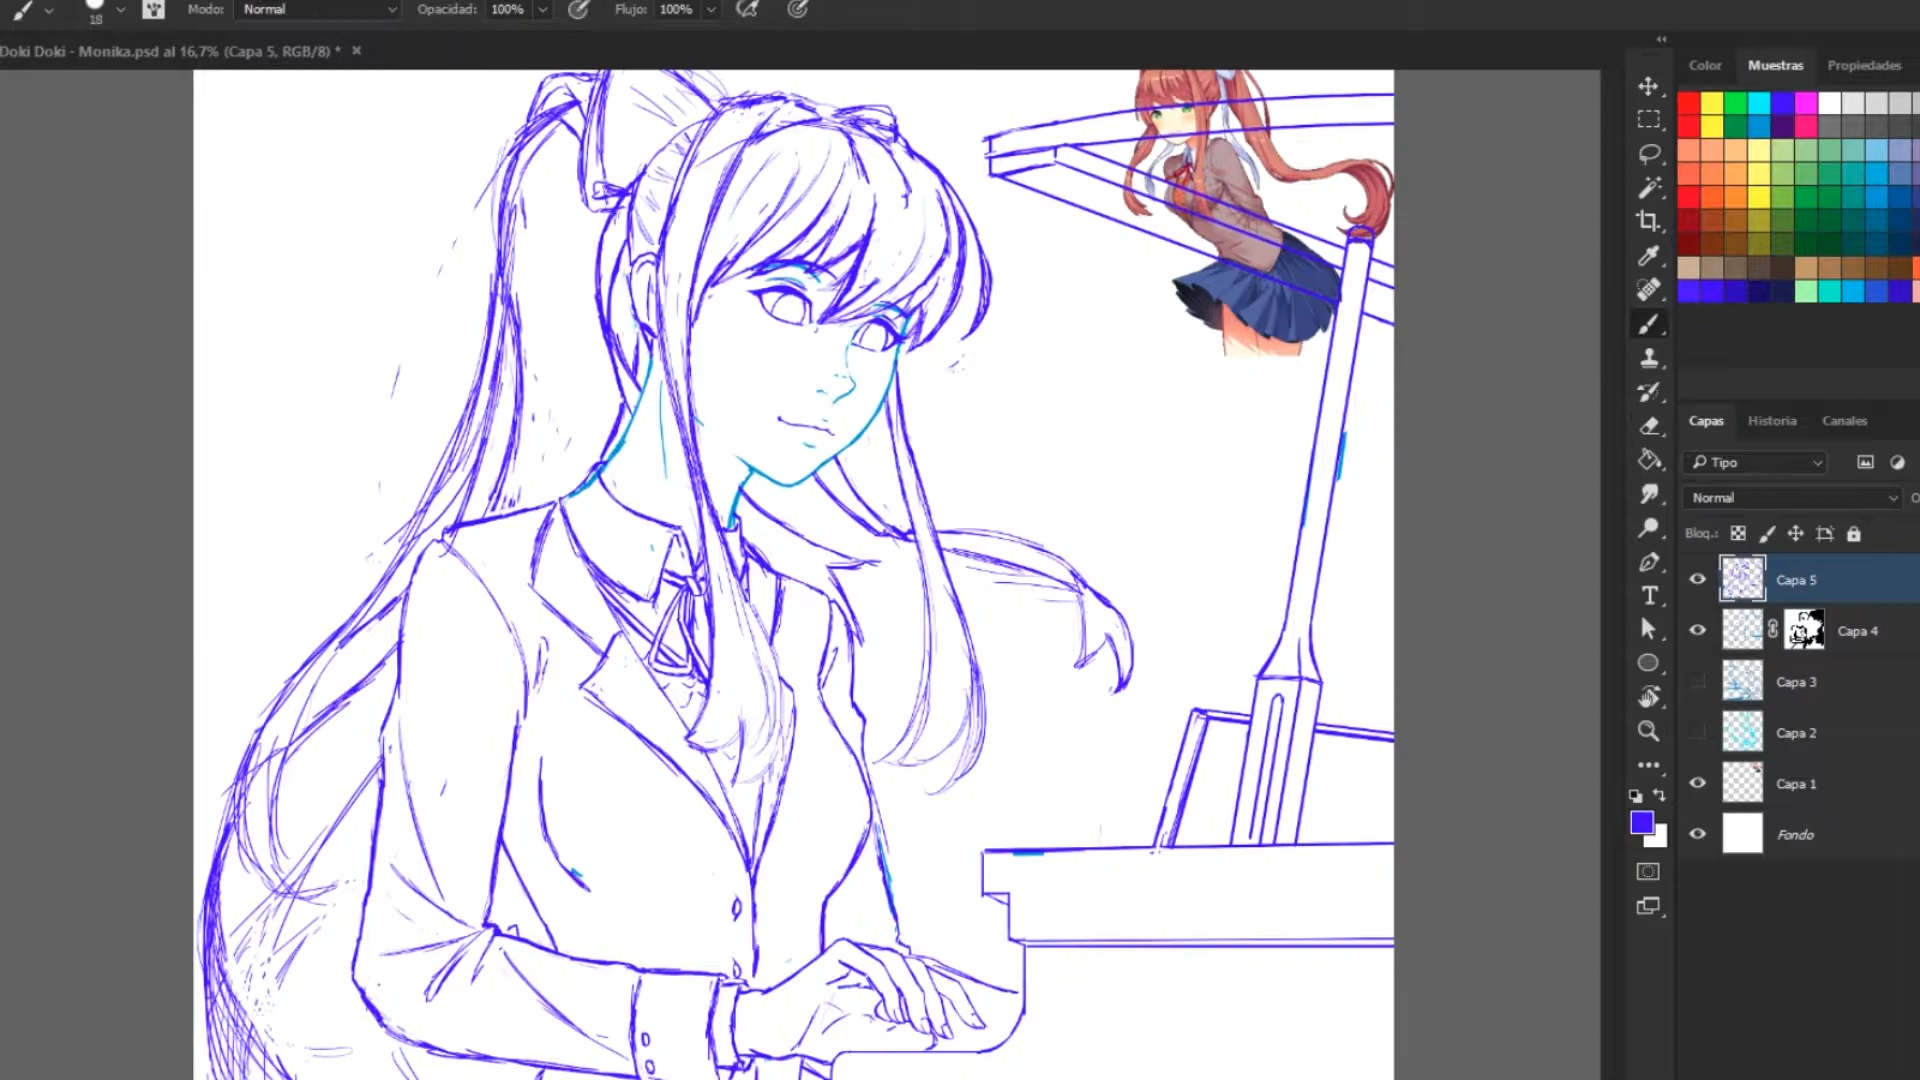 18 Modo: Normal Opacidad: 100% Flujo: 100%
Doki Doki - Monika.psd al 16,7% (Capa 5, RGB/8) *
Color Muestras Propiedades
Capas Historia Canales
Tipo
Normal
Bloq.:
Capa 5
Capa 4
Capa 3
Capa 2
Capa 1
Fondo